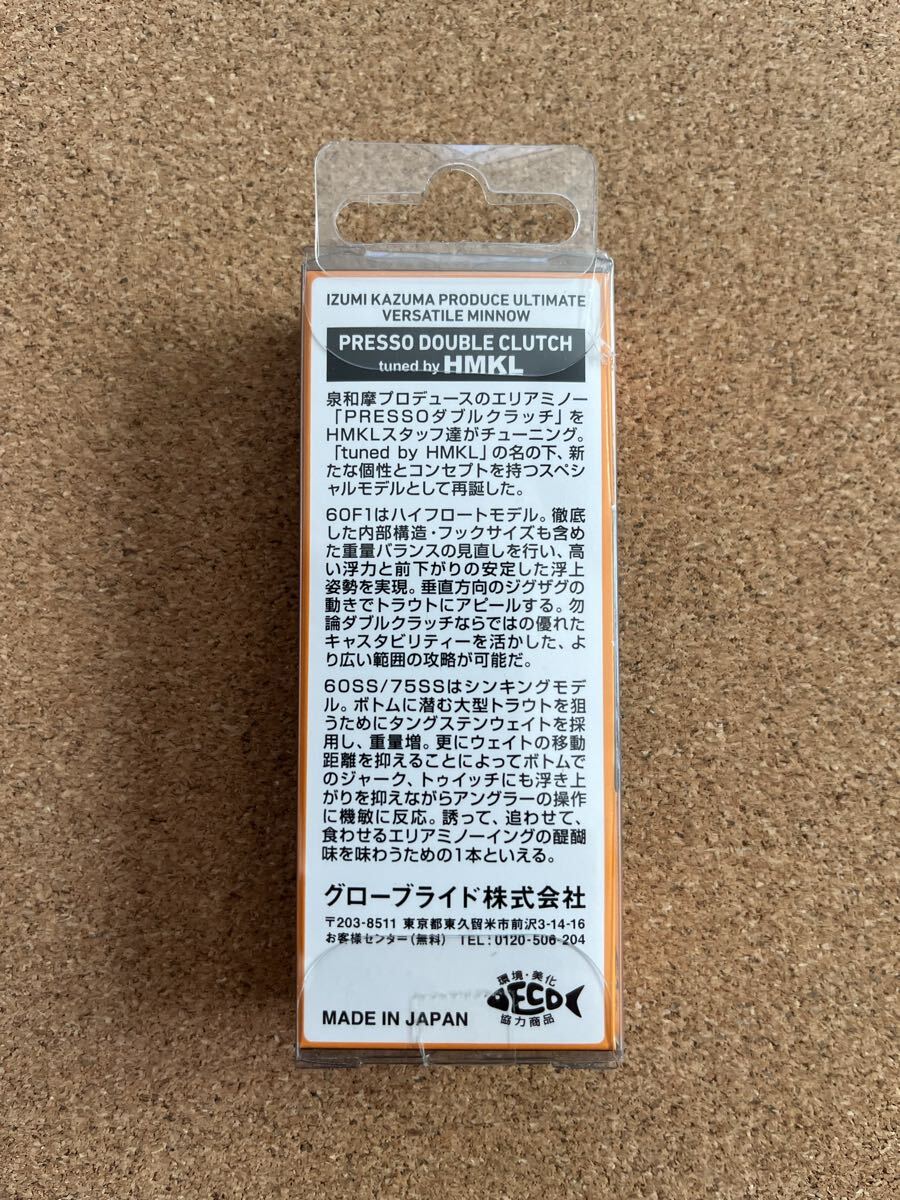 IZUMI KAZUMA PRODUCE ULTIMATE
VERSATILE MINNOW
PRESSO DOUBLE CLUTCH
tuned by HMKL
泉和摩プロデュースのエリアミノー
「PRESSOダブルクラッチ」を
HMKLスタッフ達がチューニング。
「tuned by HMKL」の名の下、新
たな個性とコンセプトを持つスペシ
ャルモデルとして再誕した。
60F1はハイフロートモデル。徹底
した内部構造・フックサイズも含め
た重量バランスの見直しを行い、高
い浮力と前下がりの安定した浮上
姿勢を実現。垂直方向のジグザグの
動きでトラウトにアピールする。勿
論ダブルクラッチならではの優れた
キャスタビリティーを活かした、よ
り広い範囲の攻略が可能だ。
60SS/75SSはシンキングモデ
ル。ボトムに潜む大型トラウトを狙
うためにタングステンウェイトを採
用し、重量増。更にウェイトの移動
距離を抑えることによってボトムで
のジャーク、トゥイッチにも浮き上
がりを抑えながらアングラーの操作
に機敏に反応。誘って、追わせて、
食わせるエリアミノーイングの醍醐
味を味わうための1本といえる。
グローブライド株式会社
〒203-8511 東京都東久留米市前沢3-14-16
お客様センター(無料) TEL:0120-506-204
環境・美化
ECO
協力商品
MADE IN JAPAN